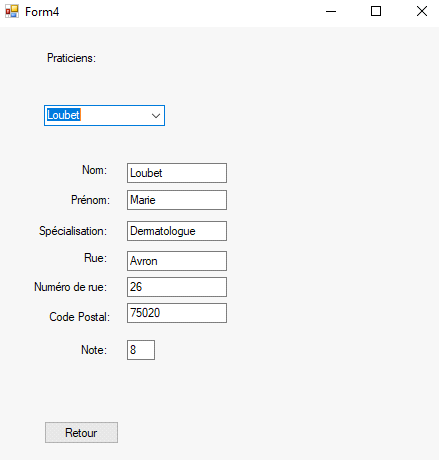 Form4
Praticiens:
Loubet
Nom: Loubet
Prénom: Marie
Spécialisation: Dermatologue
Rue: Avron
Numéro de rue: 26
Code Postal: 75020
Note: 8
Retour